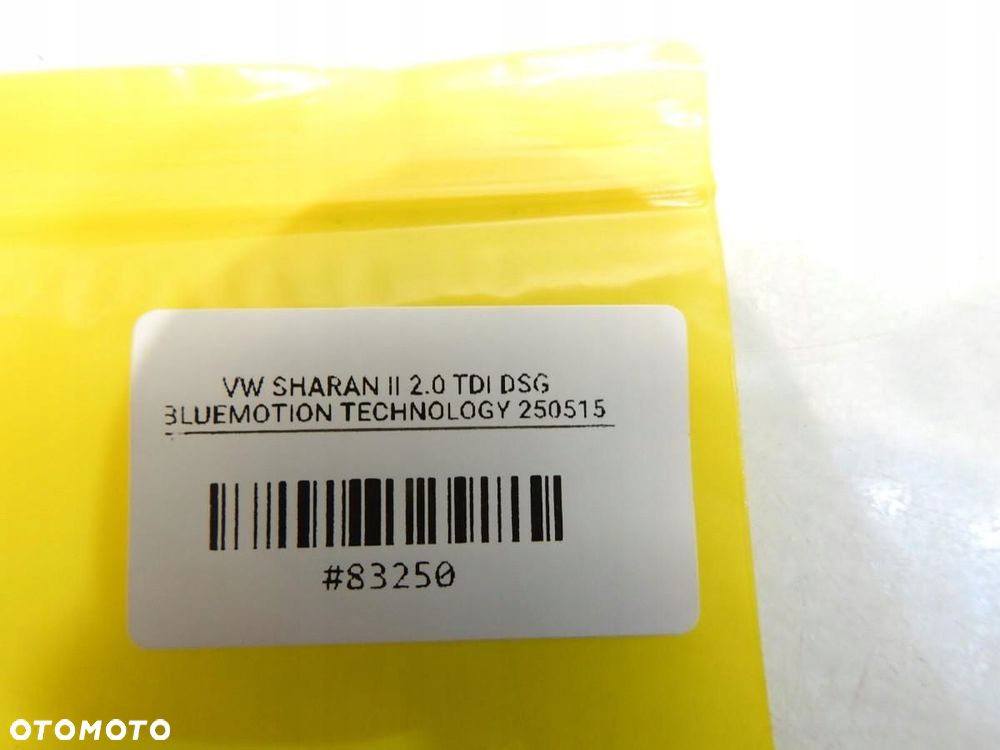 VW SHARAN II 2.0 TDI DSG
BLUEMOTION TECHNOLOGY 250515
#83250
OTOMOTO